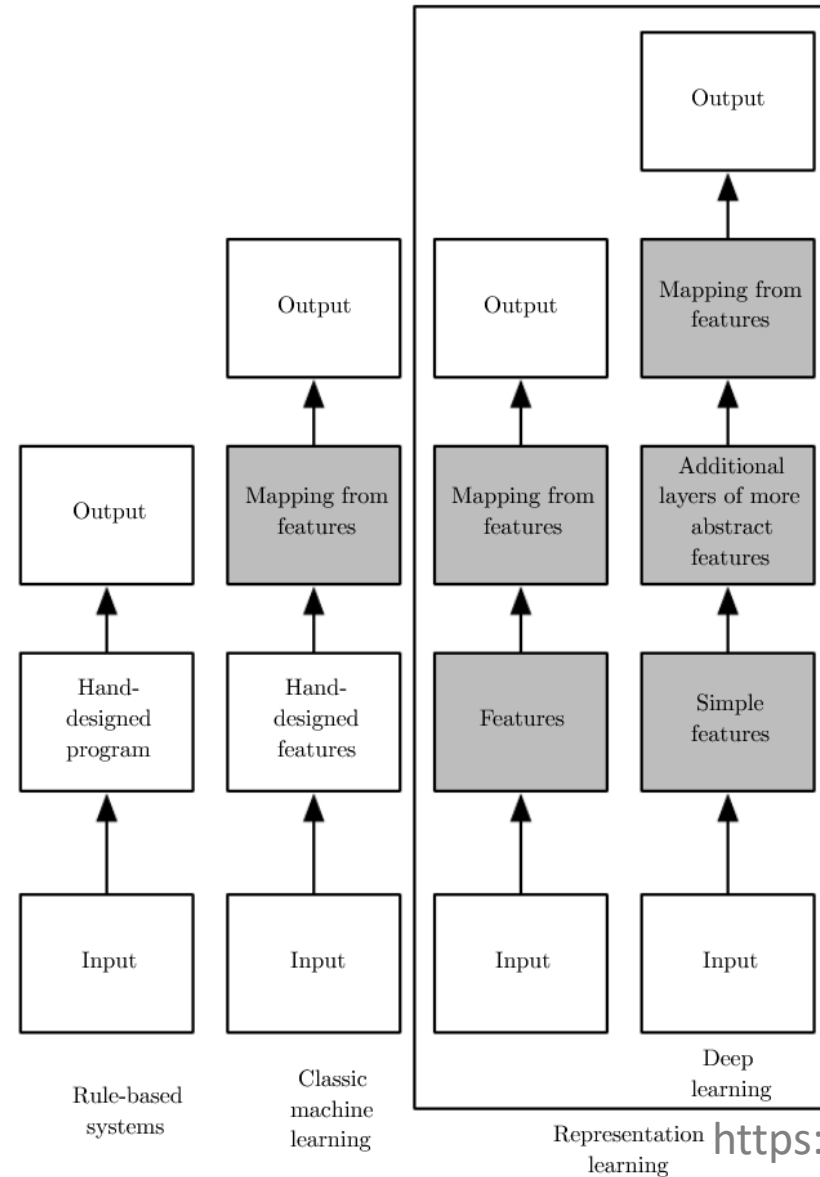 Output
Output
Output
Mapping from
features
Output
Mapping from
features
Mapping from
features
Additional
layers of more
abstract
features
Hand-
designed
program
Hand-
designed
features
Features
Simple
features
Input
Input
Input
Input
Rule-based
systems
Classic
machine
learning
Deep
learning
Representation
learning
https: